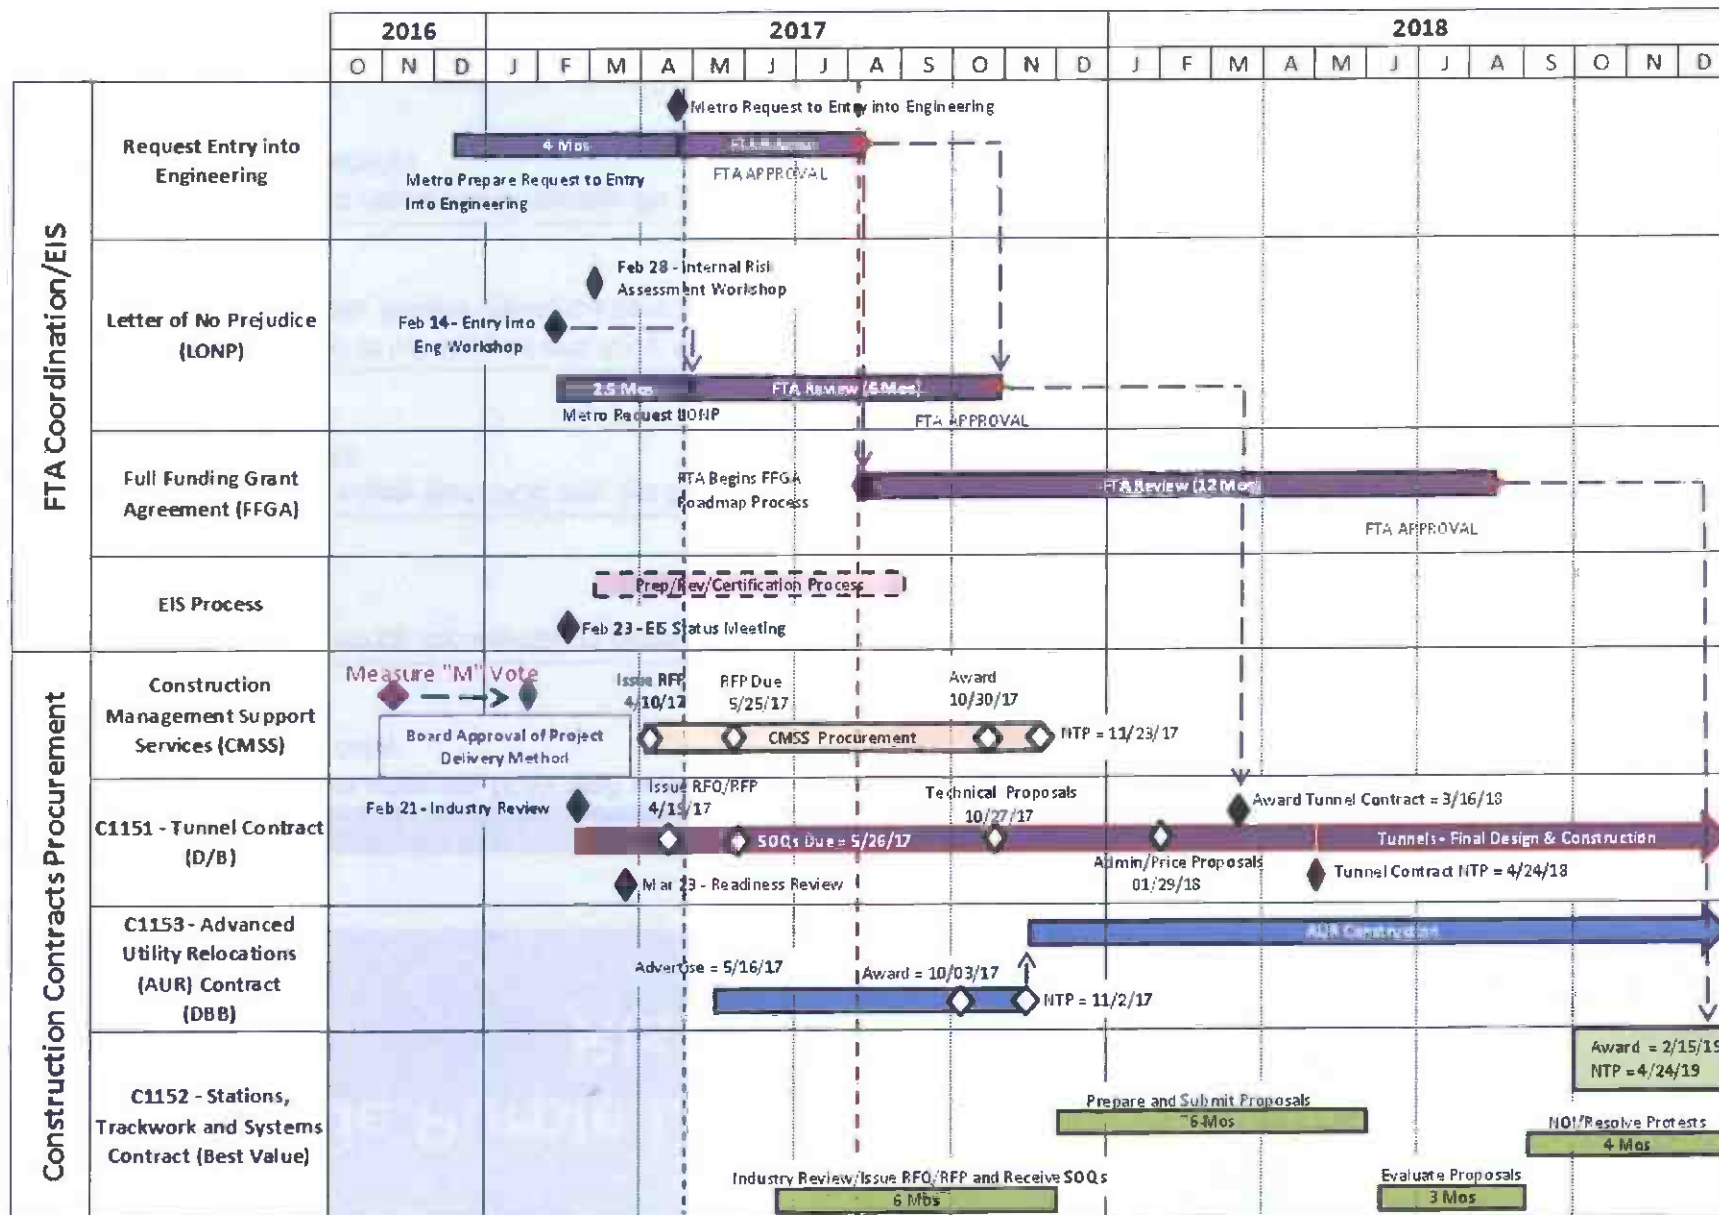 2016 2017 2018
O N D J F M A M J J A S O N D J F M A M J J A S O N D
FTA Coordination/EIS
Request Entry into
Engineering
Metro Request to Entry into Engineering
4 Mos
FTA APPROVAL
Metro Prepare Request to Entry
Into Engineering
Letter of No Prejudice
(LONP)
Feb 28 - Internal Risk
Assessment Workshop
Feb 14 - Entry into
Eng Workshop
2.5 Mos FTA Review (6 Mos)
Metro Request LONP
FTA APPROVAL
Full Funding Grant
Agreement (FFGA)
FTA Begins FFGA
Roadmap Process
FTA Review (12 Mos)
FTA APPROVAL
EIS Process
Prep/Rev/Certification Process
Feb 23 - EIS Status Meeting
Construction Contracts Procurement
Construction
Management Support
Services (CMSS)
Measure "M" Vote
Board Approval of Project
Delivery Method
Issue RFP
4/10/17
RFP Due
5/25/17
Award
10/30/17
CMSS Procurement
NTP = 11/23/17
C1151 - Tunnel Contract
(D/B)
Feb 21 - Industry Review
Issue RFQ/RFP
4/19/17
Technical Proposals
10/27/17
Award Tunnel Contract = 3/16/18
SOQs Due = 5/26/17
Tunnels - Final Design & Construction
Mar 23 - Readiness Review
Admin/Price Proposals
01/29/18
Tunnel Contract NTP = 4/24/18
C1153 - Advanced
Utility Relocations
(AUR) Contract
(DBB)
AUR Construction
Advertise = 5/16/17
Award = 10/03/17
NTP = 11/2/17
C1152 - Stations,
Trackwork and Systems
Contract (Best Value)
Award = 2/15/19
NTP = 4/24/19
Prepare and Submit Proposals
6 Mos
NOI/Resolve Protests
4 Mos
Industry Review/Issue RFQ/RFP and Receive SOQs
6 Mos
Evaluate Proposals
3 Mos